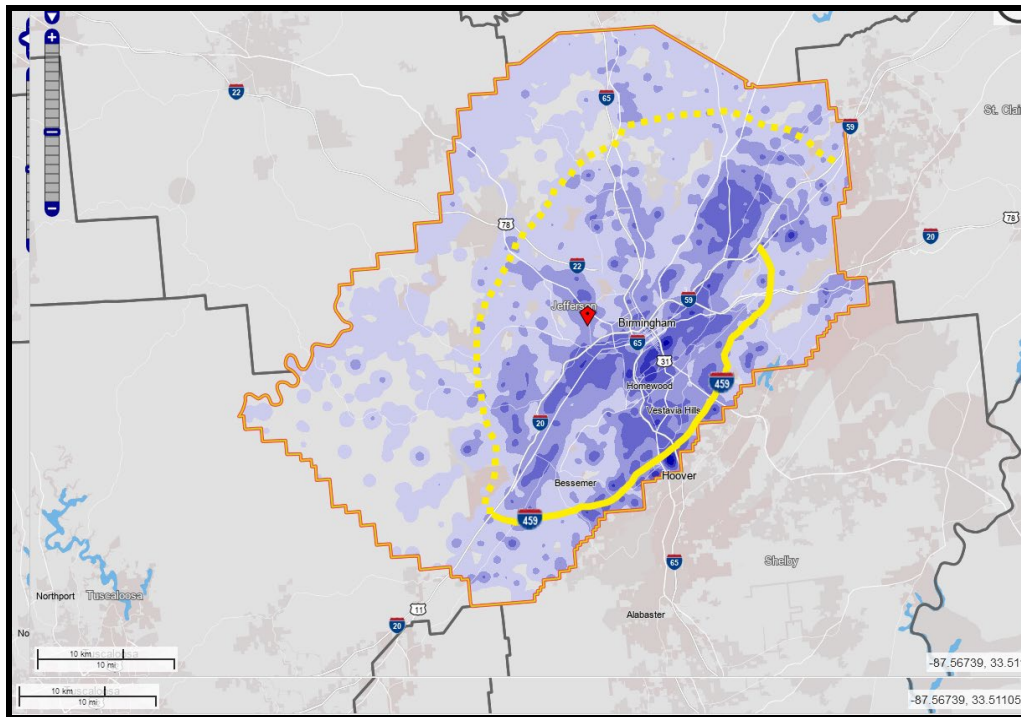 +
22
65
59
St. Clai
78
78
20
22
Jefferson
59
Birmingham
65
31
Homewood
459
Vestavia Hills
20
Hoover
Bessemer
459
Shelby
65
Northport
Tuscaloosa
11
Alabaster
20
No
10 km
10 mi
-87.56739, 33.511
10 km
10 mi
-87.56739, 33.51105